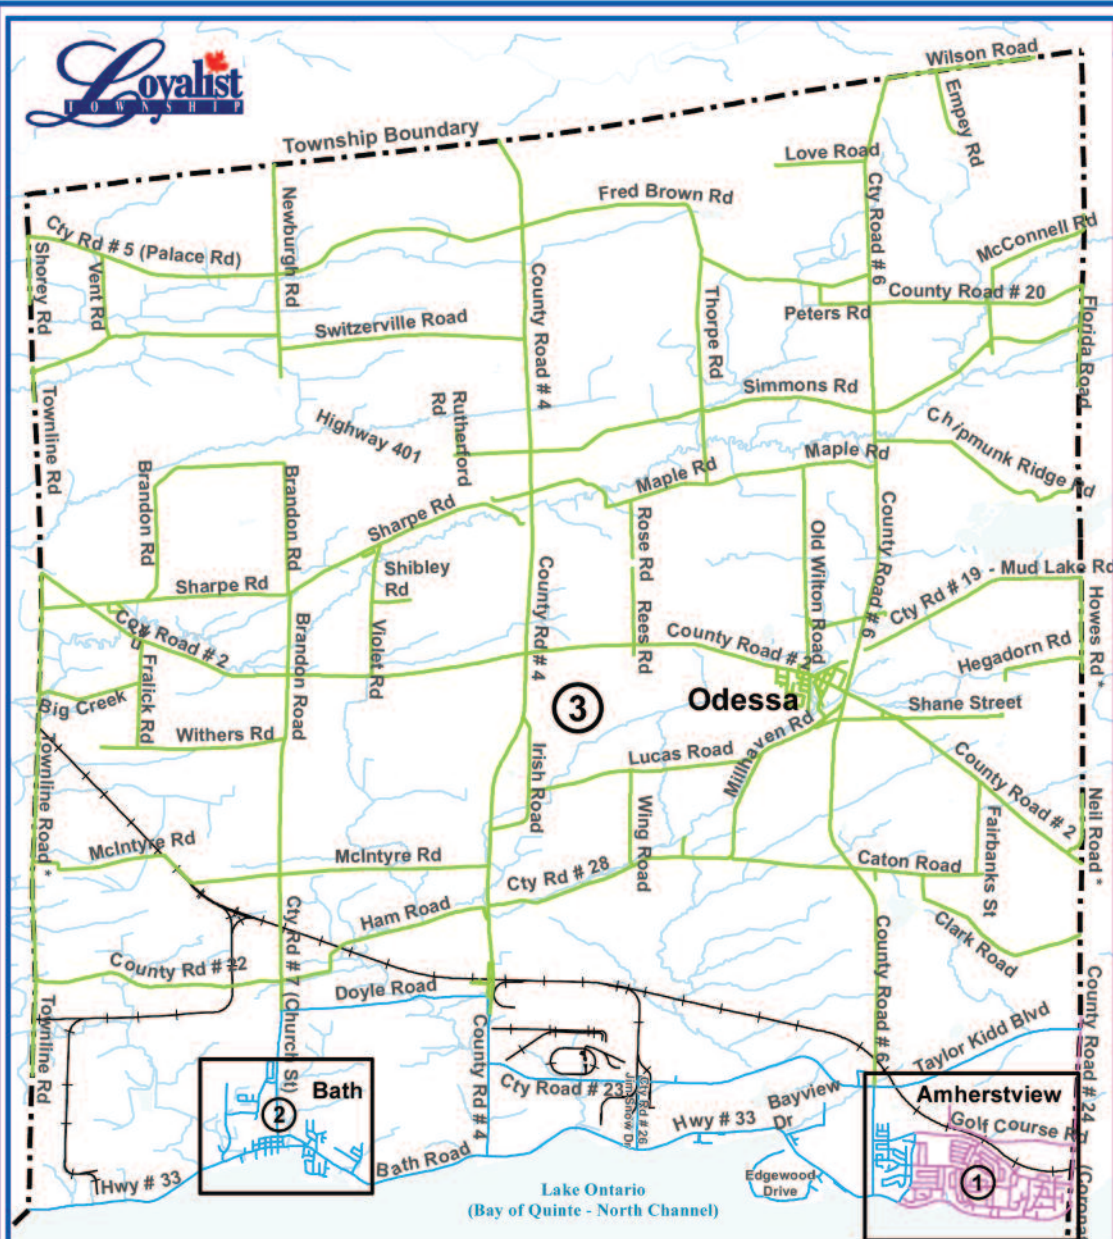 Loyalist
TOWNSHIP
Wilson Road
Empey Rd
Township Boundary
Love Road
Cty Road # 6
Fred Brown Rd
Newburgh Rd
McConnell Rd
Cty Rd # 5 (Palace Rd)
Shorey Rd
Vent Rd
County Road # 4
Thorpe Rd
County Road # 20
Peters Rd
Florida Road
Switzerville Road
Simmons Rd
Townline Rd
Rutherford
Rd
Highway 401
Chipmunk Ridge Rd
Maple Rd
Maple Rd
Brandon Rd
Brandon Rd
Sharpe Rd
Rose Rd
Old Wilton Road
County Road # 6
Shibley
Rd
Sharpe Rd
County Rd # 4
Cty Rd # 19 - Mud Lake Rd
Howes Rd *
Rees Rd
County Road # 2
Brandon Road
Violet Rd
Fralick Rd
Road # 2
Hegadorn Rd
Big Creek
Odessa
Shane Street
3
Withers Rd
Millhaven Rd
Lucas Road
Irish Road
County Road # 2
Townline Road *
Wing Road
Fairbanks St
Neil Road *
McIntyre Rd
McIntyre Rd
Cty Rd # 28
Caton Road
Ham Road
Clark Road
Cty Rd # 7 (Church St)
County Rd # 22
County Road # 6
Doyle Road
Townline Rd
County Rd # 4
Taylor Kidd Blvd
County Road # 24
Bath
2
Cty Road # 23
Cty Rd # 26
Jim Snow Dr
Hwy # 33
Bayview
Dr
Amherstview
Golf Course Rd
Bath Road
Hwy # 33
Edgewood
Drive
1
Lake Ontario
(Bay of Quinte - North Channel)